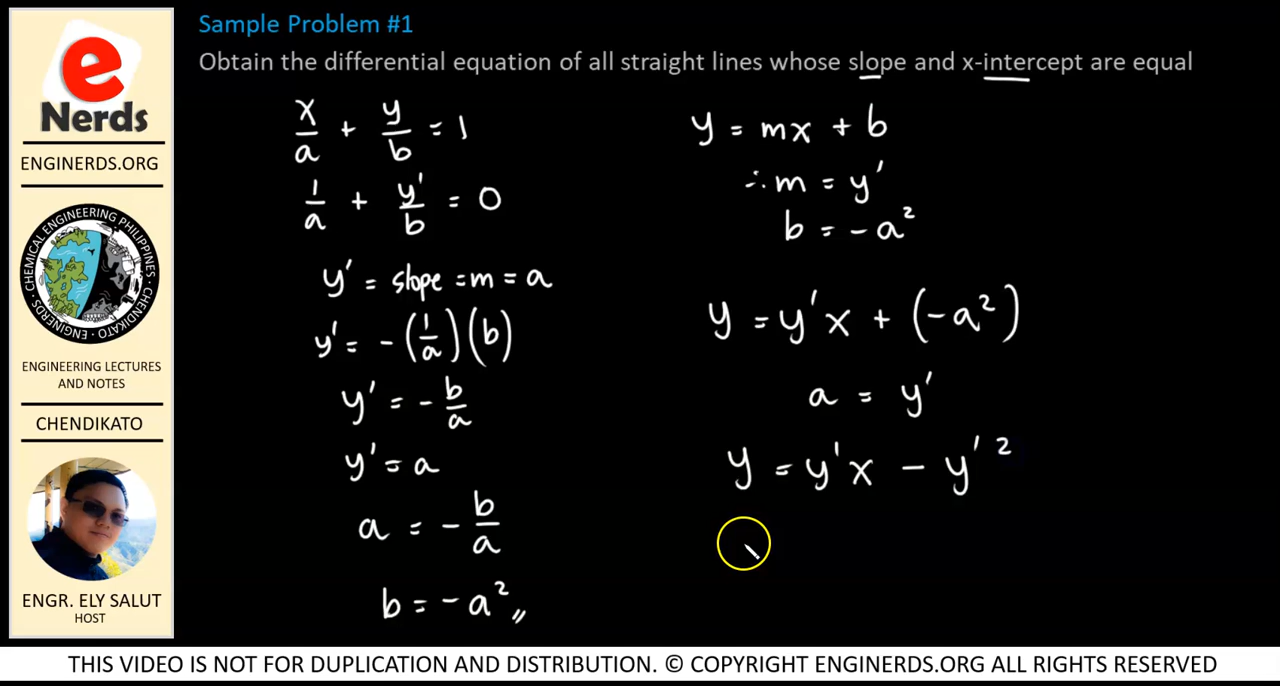 e
Nerds
ENGINERDS.ORG
CHEMICAL ENGINEERING PHILIPPINES • CHENDIKATO • ENGINERDS •
ENGINEERING LECTURES
AND NOTES
CHENDIKATO
ENGR. ELY SALUT
HOST
Sample Problem #1
Obtain the differential equation of all straight lines whose slope and x-intercept are equal
x/a + y/b = 1
1/a + y'/b = 0
y' = slope = m = a
y' = -(1/a)(b)
y' = -b/a
y' = a
a = -b/a
b = -a²,,
y = mx + b
∴ m = y'
b = -a²
y = y'x + (-a²)
a = y'
y = y'x - y'²
THIS VIDEO IS NOT FOR DUPLICATION AND DISTRIBUTION. © COPYRIGHT ENGINERDS.ORG ALL RIGHTS RESERVED